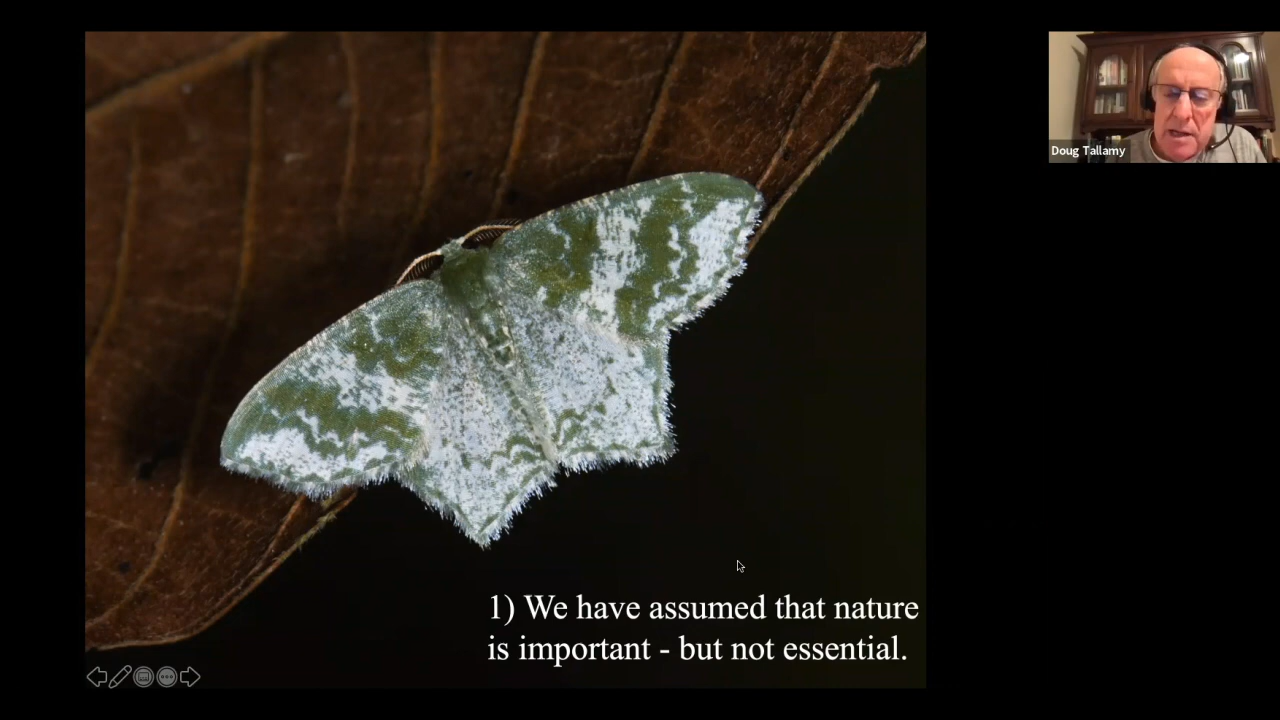 Doug Tallamy
1) We have assumed that nature
is important - but not essential.